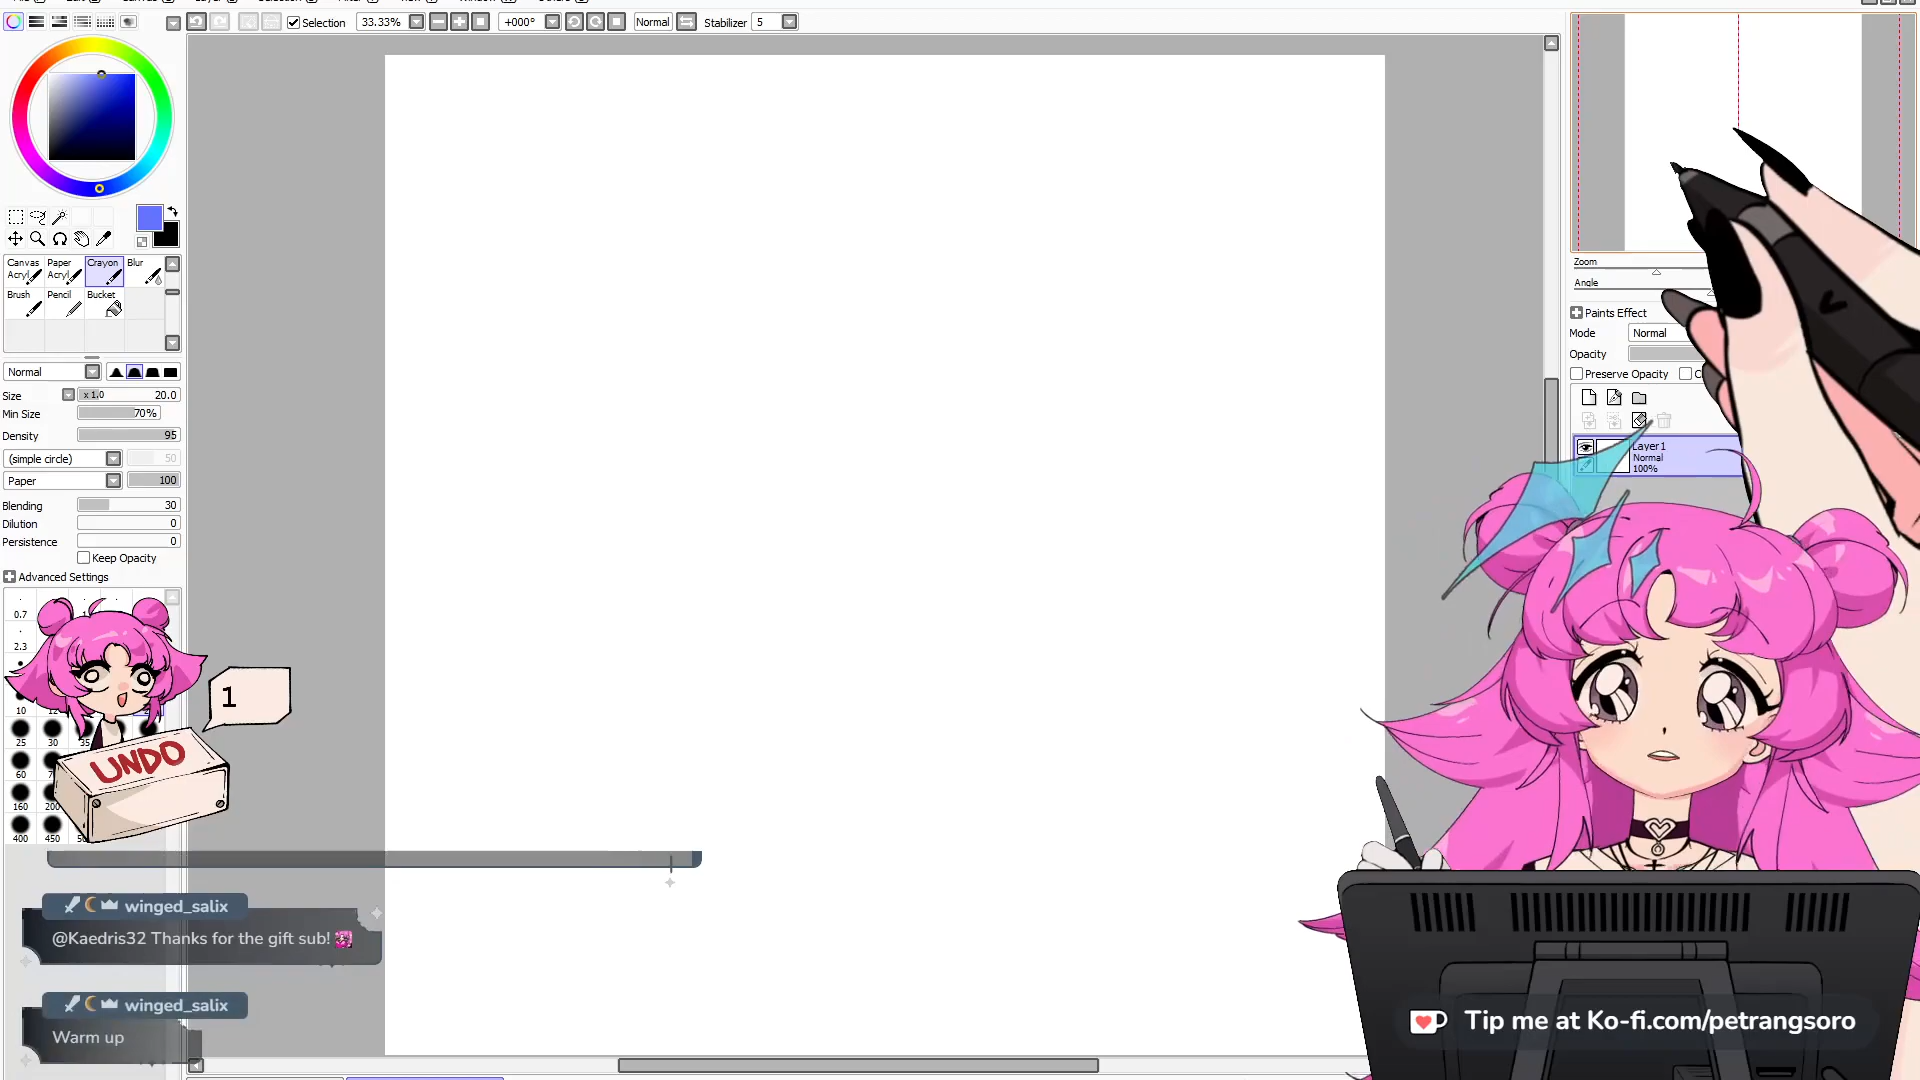 Selection
33.33%
+000°
Normal
Stabilizer
5
Canvas
Acryl
Paper
Acryl
Crayon
Blur
Brush
Pencil
Bucket
Normal
Size
x 1.0
20.0
Min Size
70%
Density
95
(simple circle)
50
Paper
100
Blending
30
Dilution
0
Persistence
0
Keep Opacity
Advanced Settings
0.7
2.3
10
25
30
35
60
160
200
400
450
1
UNDO
winged_salix
@Kaedris32 Thanks for the gift sub!
winged_salix
Warm up
Zoom
Angle
Paints Effect
Mode
Normal
Opacity
Preserve Opacity
Layer1
Normal
100%
Tip me at Ko-fi.com/petrangsoro